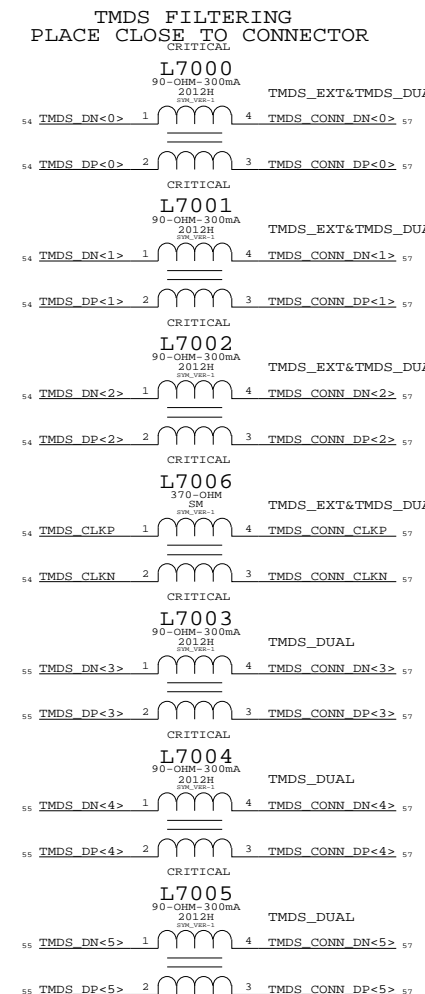 TMDS FILTERING
PLACE CLOSE TO CONNECTOR
CRITICAL
L7000
90-OHM-300mA
2012H
SYM_VER-1
TMDS_EXT&TMDS_DUA
54 TMDS_DN<0> 1 4 TMDS_CONN_DN<0> 57
54 TMDS_DP<0> 2 3 TMDS_CONN_DP<0> 57
CRITICAL
L7001
90-OHM-300mA
2012H
SYM_VER-1
TMDS_EXT&TMDS_DUA
54 TMDS_DN<1> 1 4 TMDS_CONN_DN<1> 57
54 TMDS_DP<1> 2 3 TMDS_CONN_DP<1> 57
CRITICAL
L7002
90-OHM-300mA
2012H
SYM_VER-1
TMDS_EXT&TMDS_DUA
54 TMDS_DN<2> 1 4 TMDS_CONN_DN<2> 57
54 TMDS_DP<2> 2 3 TMDS_CONN_DP<2> 57
CRITICAL
L7006
370-OHM
SM
SYM_VER-1
TMDS_EXT&TMDS_DUA
54 TMDS_CLKP 1 4 TMDS_CONN_CLKP 57
54 TMDS_CLKN 2 3 TMDS_CONN_CLKN 57
CRITICAL
L7003
90-OHM-300mA
2012H
SYM_VER-1
TMDS_DUAL
55 TMDS_DN<3> 1 4 TMDS_CONN_DN<3> 57
55 TMDS_DP<3> 2 3 TMDS_CONN_DP<3> 57
CRITICAL
L7004
90-OHM-300mA
2012H
SYM_VER-1
TMDS_DUAL
55 TMDS_DN<4> 1 4 TMDS_CONN_DN<4> 57
55 TMDS_DP<4> 2 3 TMDS_CONN_DP<4> 57
CRITICAL
L7005
90-OHM-300mA
2012H
SYM_VER-1
TMDS_DUAL
55 TMDS_DN<5> 1 4 TMDS_CONN_DN<5> 57
55 TMDS_DP<5> 2 3 TMDS_CONN_DP<5> 57